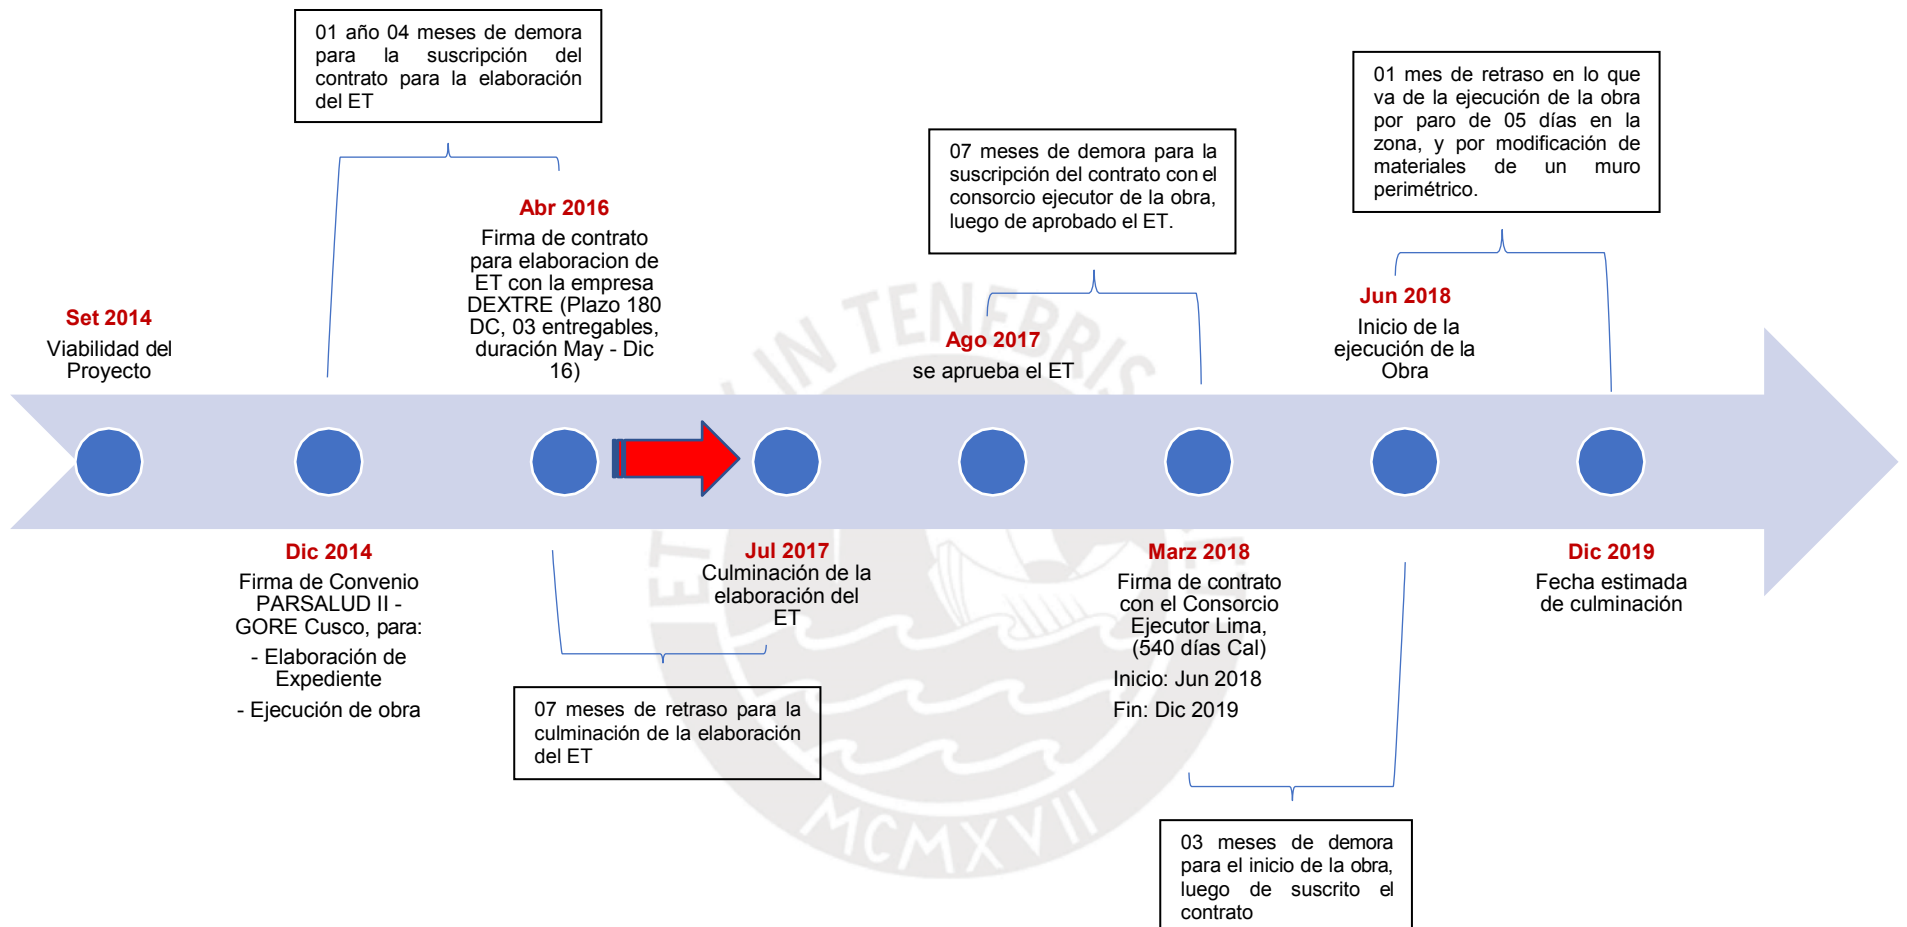 01 año 04 meses de demora
para la suscripción del
contrato para la elaboración
del ET
01 mes de retraso en lo que
va de la ejecución de la obra
por paro de 05 días en la
zona, y por modificación de
materiales de un muro
perimétrico.
07 meses de demora para la
suscripción del contrato con el
consorcio ejecutor de la obra,
luego de aprobado el ET.
Set 2014
Viabilidad del
Proyecto
Abr 2016
Firma de contrato
para elaboracion de
ET con la empresa
DEXTRE (Plazo 180
DC, 03 entregables,
duración May - Dic
16)
Ago 2017
se aprueba el ET
Jun 2018
Inicio de la
ejecución de la
Obra
Dic 2014
Firma de Convenio
PARSALUD II -
GORE Cusco, para:
- Elaboración de
Expediente
- Ejecución de obra
Jul 2017
Culminación de la
elaboración del
ET
Marz 2018
Firma de contrato
con el Consorcio
Ejecutor Lima,
(540 días Cal)
Inicio: Jun 2018
Fin: Dic 2019
Dic 2019
Fecha estimada
de culminación
07 meses de retraso para la
culminación de la elaboración
del ET
03 meses de demora
para el inicio de la obra,
luego de suscrito el
contrato
ET
IN TENEBRIS
MCMXVII